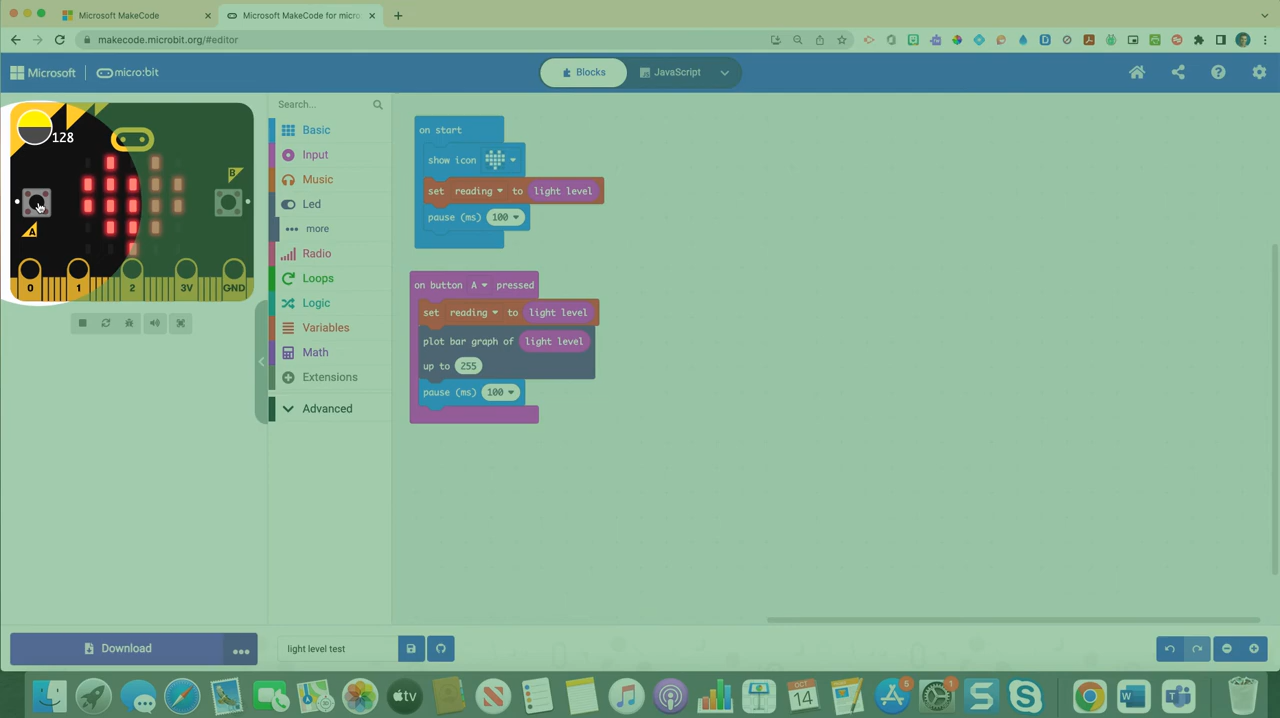 Microsoft MakeCode
Microsoft MakeCode for micro:
makecode.microbit.org/#editor
Microsoft
micro:bit
Blocks
JavaScript
128
B
A
0
1
2
3V
GND
Search...
Basic
Input
Music
Led
more
Radio
Loops
Logic
Variables
Math
Extensions
Advanced
on start
show icon
set reading to light level
pause (ms) 100
on button A pressed
set reading to light level
plot bar graph of light level
up to 255
pause (ms) 100
Download
light level test
OCT
14
5
1